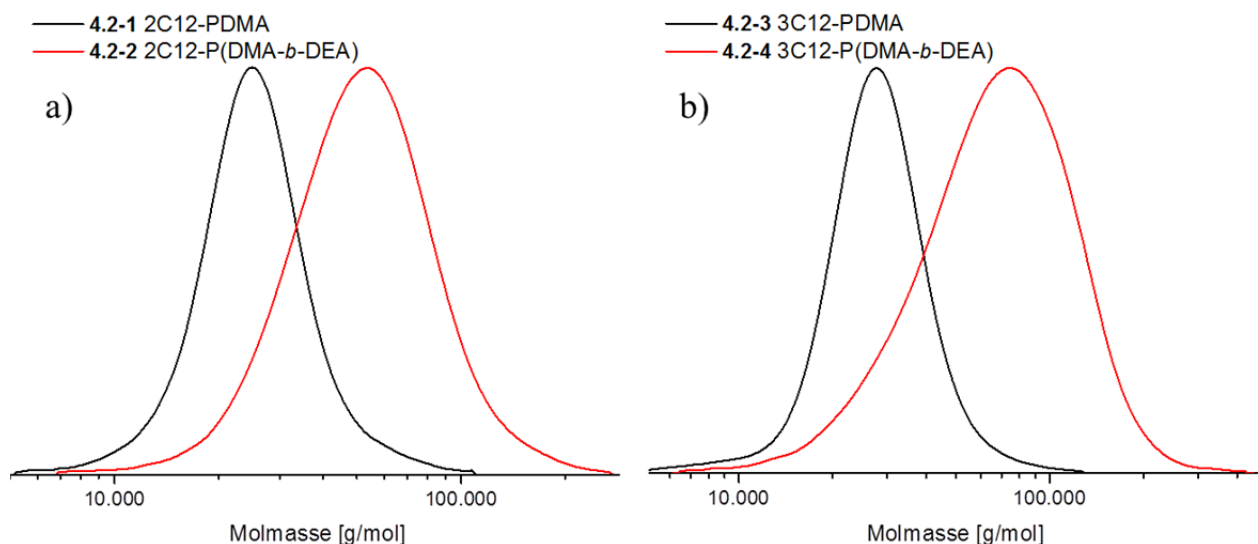 4.2-1 2C12-PDMA
4.2-2 2C12-P(DMA-b-DEA)
a)
10.000 100.000
Molmasse [g/mol]
4.2-3 3C12-PDMA
4.2-4 3C12-P(DMA-b-DEA)
b)
10.000 100.000
Molmasse [g/mol]